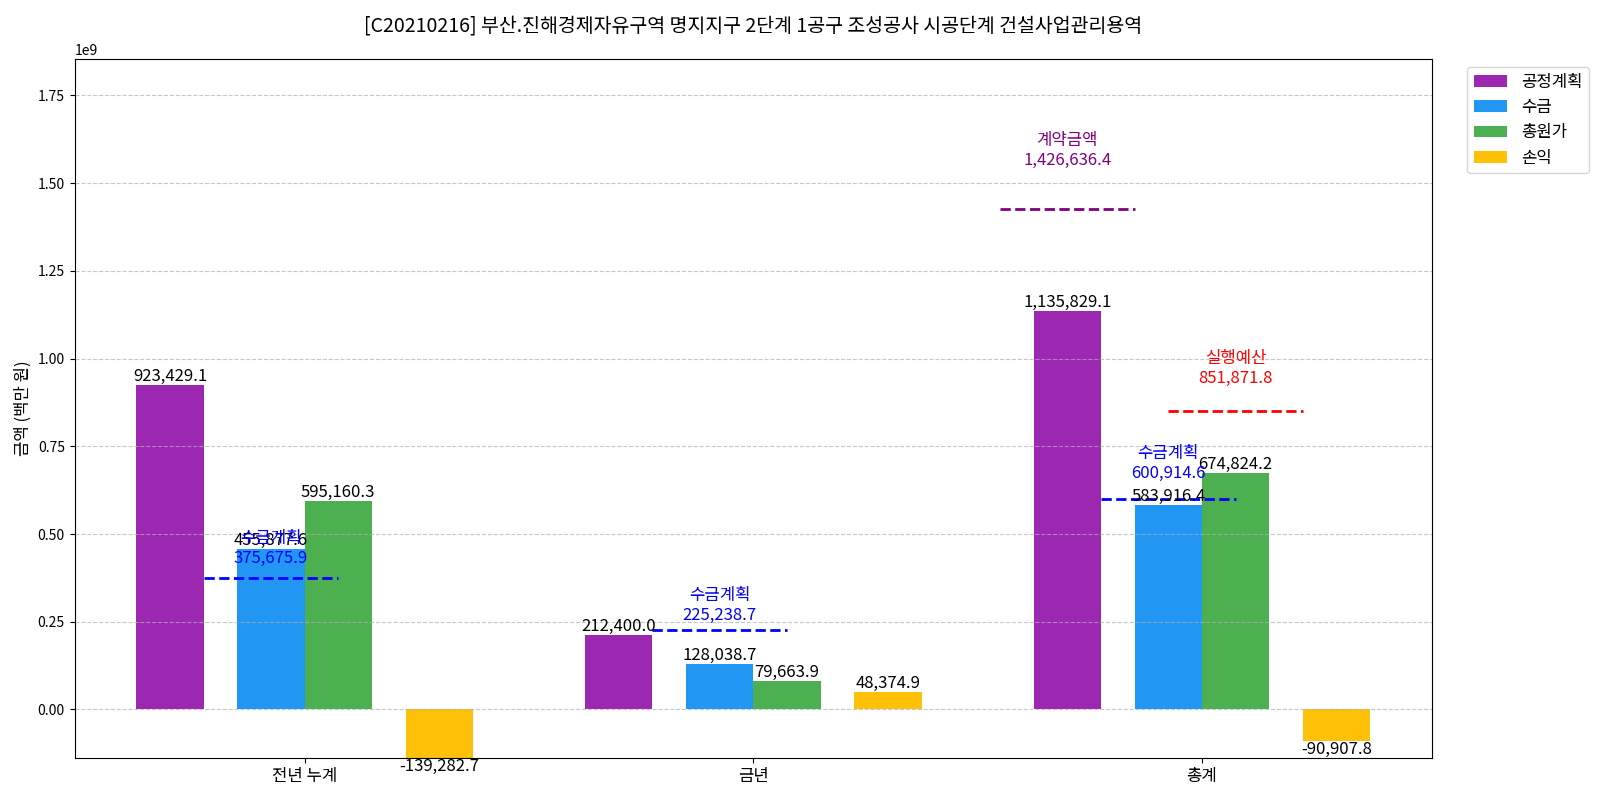 [C20210216] 부산.진해경제자유구역 명지지구 2단계 1공구 조성공사 시공단계 건설사업관리용역
1e9
공정계획
수금
총원가
손익
금액 (백만 원)
1.75
1.50
1.25
1.00
0.75
0.50
0.25
0.00
계약금액
1,426,636.4
1,135,829.1
실행예산
851,871.8
923,429.1
수금계획
600,914.6
674,824.2
583,916.4
595,160.3
수금계획
455,877.6
375,675.9
수금계획
225,238.7
212,400.0
128,038.7
79,663.9
48,374.9
-90,907.8
-139,282.7
전년 누계
금년
총계